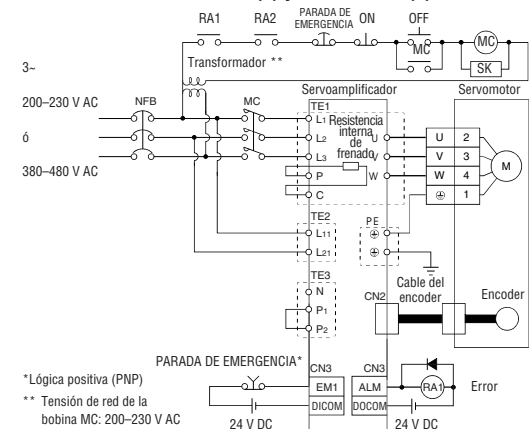 RA1
RA2
PARADA DE
EMERGENCIA
ON
OFF
MC
MC
SK
Transformador **
3~
200–230 V AC
ó
380–480 V AC
NFB
MC
Servoamplificador
Servomotor
TE1
L1
L2
L3
P
C
Resistencia
interna
de
frenado
U
V
W
U 2
V 3
W 4
1
M
TE2
L11
L21
PE
TE3
N
P1
P2
CN2
Cable del
encoder
Encoder
PARADA DE EMERGENCIA*
CN3
EM1
DICOM
24 V DC
CN3
ALM
DOCOM
RA1
Error
24 V DC
*Lógica positiva (PNP)
** Tensión de red de la
bobina MC: 200–230 V AC